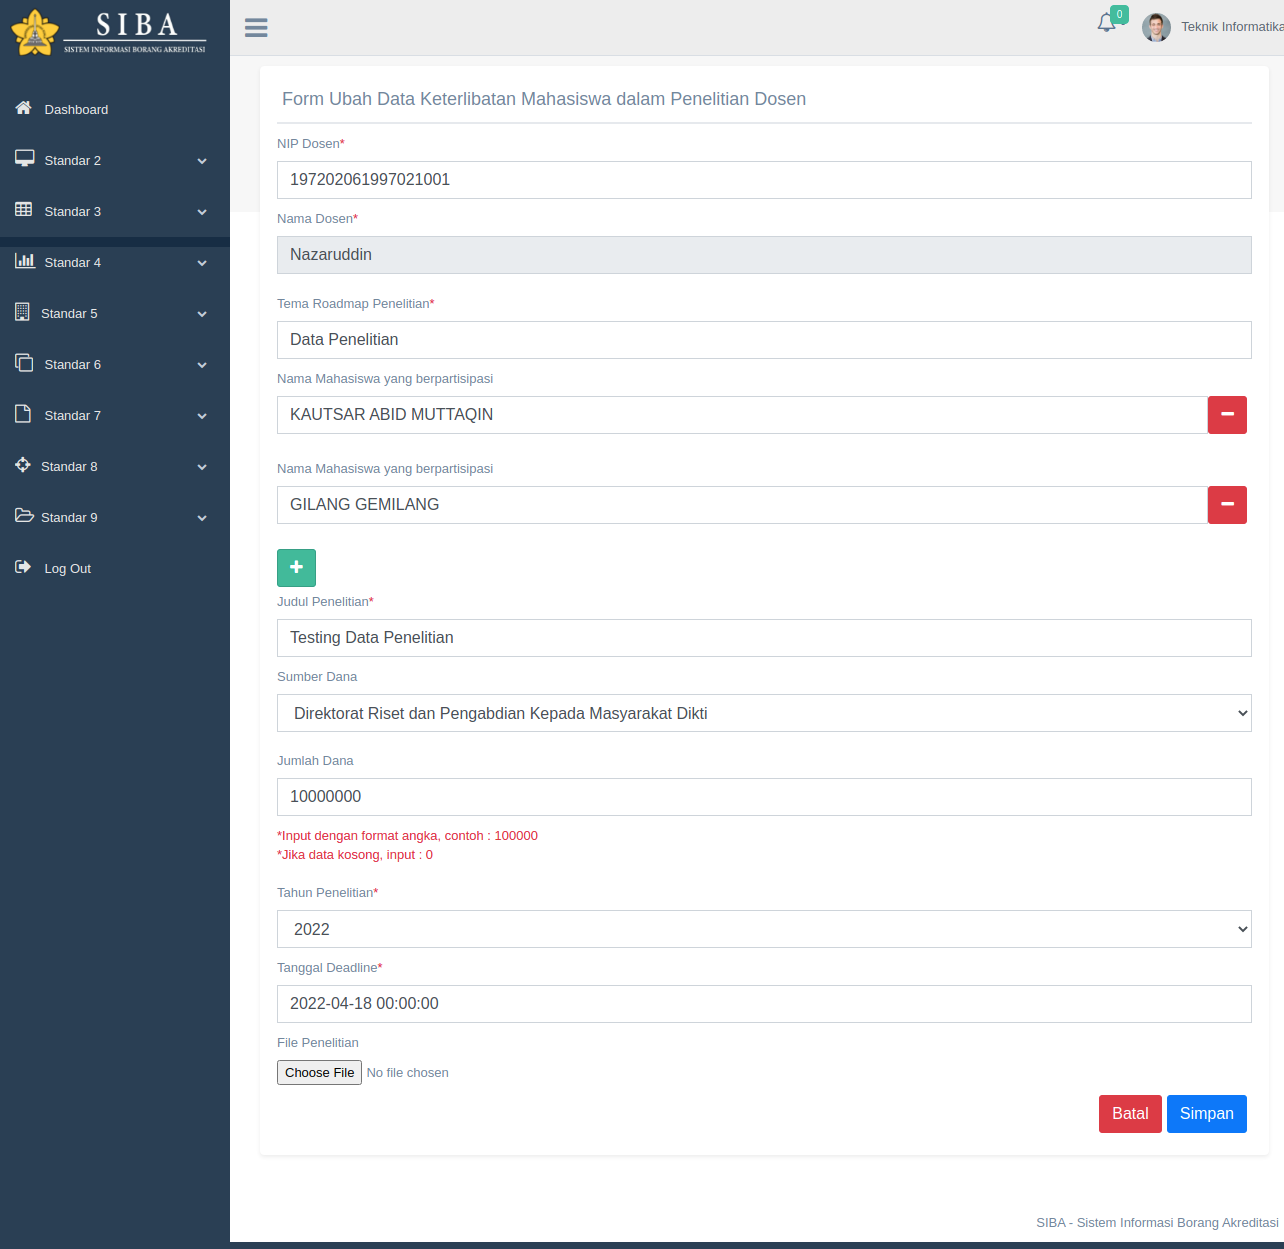 SIBA
SISTEM INFORMASI BORANG AKREDITASI
0
Teknik Informatika
Dashboard
Standar 2
Standar 3
Standar 4
Standar 5
Standar 6
Standar 7
Standar 8
Standar 9
Log Out
Form Ubah Data Keterlibatan Mahasiswa dalam Penelitian Dosen
NIP Dosen*
197202061997021001
Nama Dosen*
Nazaruddin
Tema Roadmap Penelitian*
Data Penelitian
Nama Mahasiswa yang berpartisipasi
KAUTSAR ABID MUTTAQIN
Nama Mahasiswa yang berpartisipasi
GILANG GEMILANG
Judul Penelitian*
Testing Data Penelitian
Sumber Dana
Direktorat Riset dan Pengabdian Kepada Masyarakat Dikti
Jumlah Dana
10000000
*Input dengan format angka, contoh : 100000
*Jika data kosong, input : 0
Tahun Penelitian*
2022
Tanggal Deadline*
2022-04-18 00:00:00
File Penelitian
Choose File No file chosen
Batal Simpan
SIBA - Sistem Informasi Borang Akreditasi